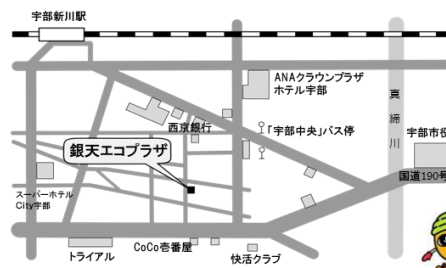 宇部新川駅
ANAクラウンプラザ
ホテル宇部
真締川
西京銀行
「宇部中央」バス停
宇部市役
銀天エコプラザ
国道190号
スーパーホテル
City宇部
トライアル
CoCo壱番屋
快活クラブ